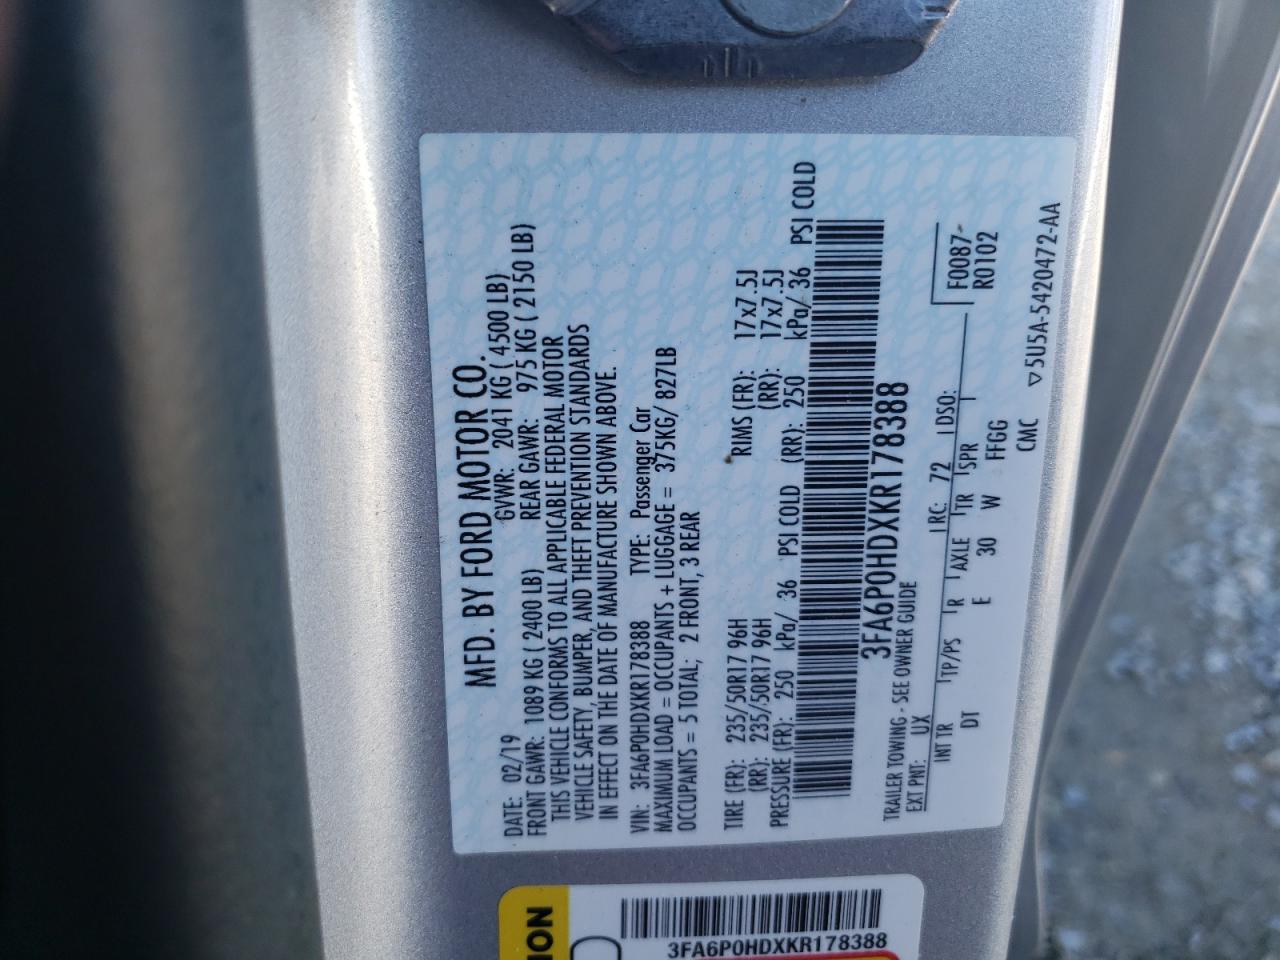 MFD. BY FORD MOTOR CO.
DATE: 02/19 GVWR: 2041 KG ( 4500 LB)
FRONT GAWR: 1089 KG ( 2400 LB) REAR GAWR: 975 KG ( 2150 LB)
THIS VEHICLE CONFORMS TO ALL APPLICABLE FEDERAL MOTOR
VEHICLE SAFETY, BUMPER, AND THEFT PREVENTION STANDARDS
IN EFFECT ON THE DATE OF MANUFACTURE SHOWN ABOVE.
VIN: 3FA6P0HDXKR178388 TYPE: Passenger Car
MAXIMUM LOAD = OCCUPANTS + LUGGAGE = 375KG/ 827LB
OCCUPANTS = 5 TOTAL; 2 FRONT, 3 REAR
TIRE (FR): 235/50R17 96H RIMS (FR): 17x7.5J
(RR): 235/50R17 96H (RR): 17x7.5J
PRESSURE (FR): 250 kPa/ 36 PSI COLD (RR): 250 kPa/ 36 PSI COLD
3FA6P0HDXKR178388
TRAILER TOWING - SEE OWNER GUIDE
EXT PNT: UX RC: 72 DSO: F0087-
R0102
INT TR TP/PS R AXLE TR SPR
DT E 30 W FFGG
CMC
▽5U5A-5420472-AA
ION
3FA6P0HDXKR178388